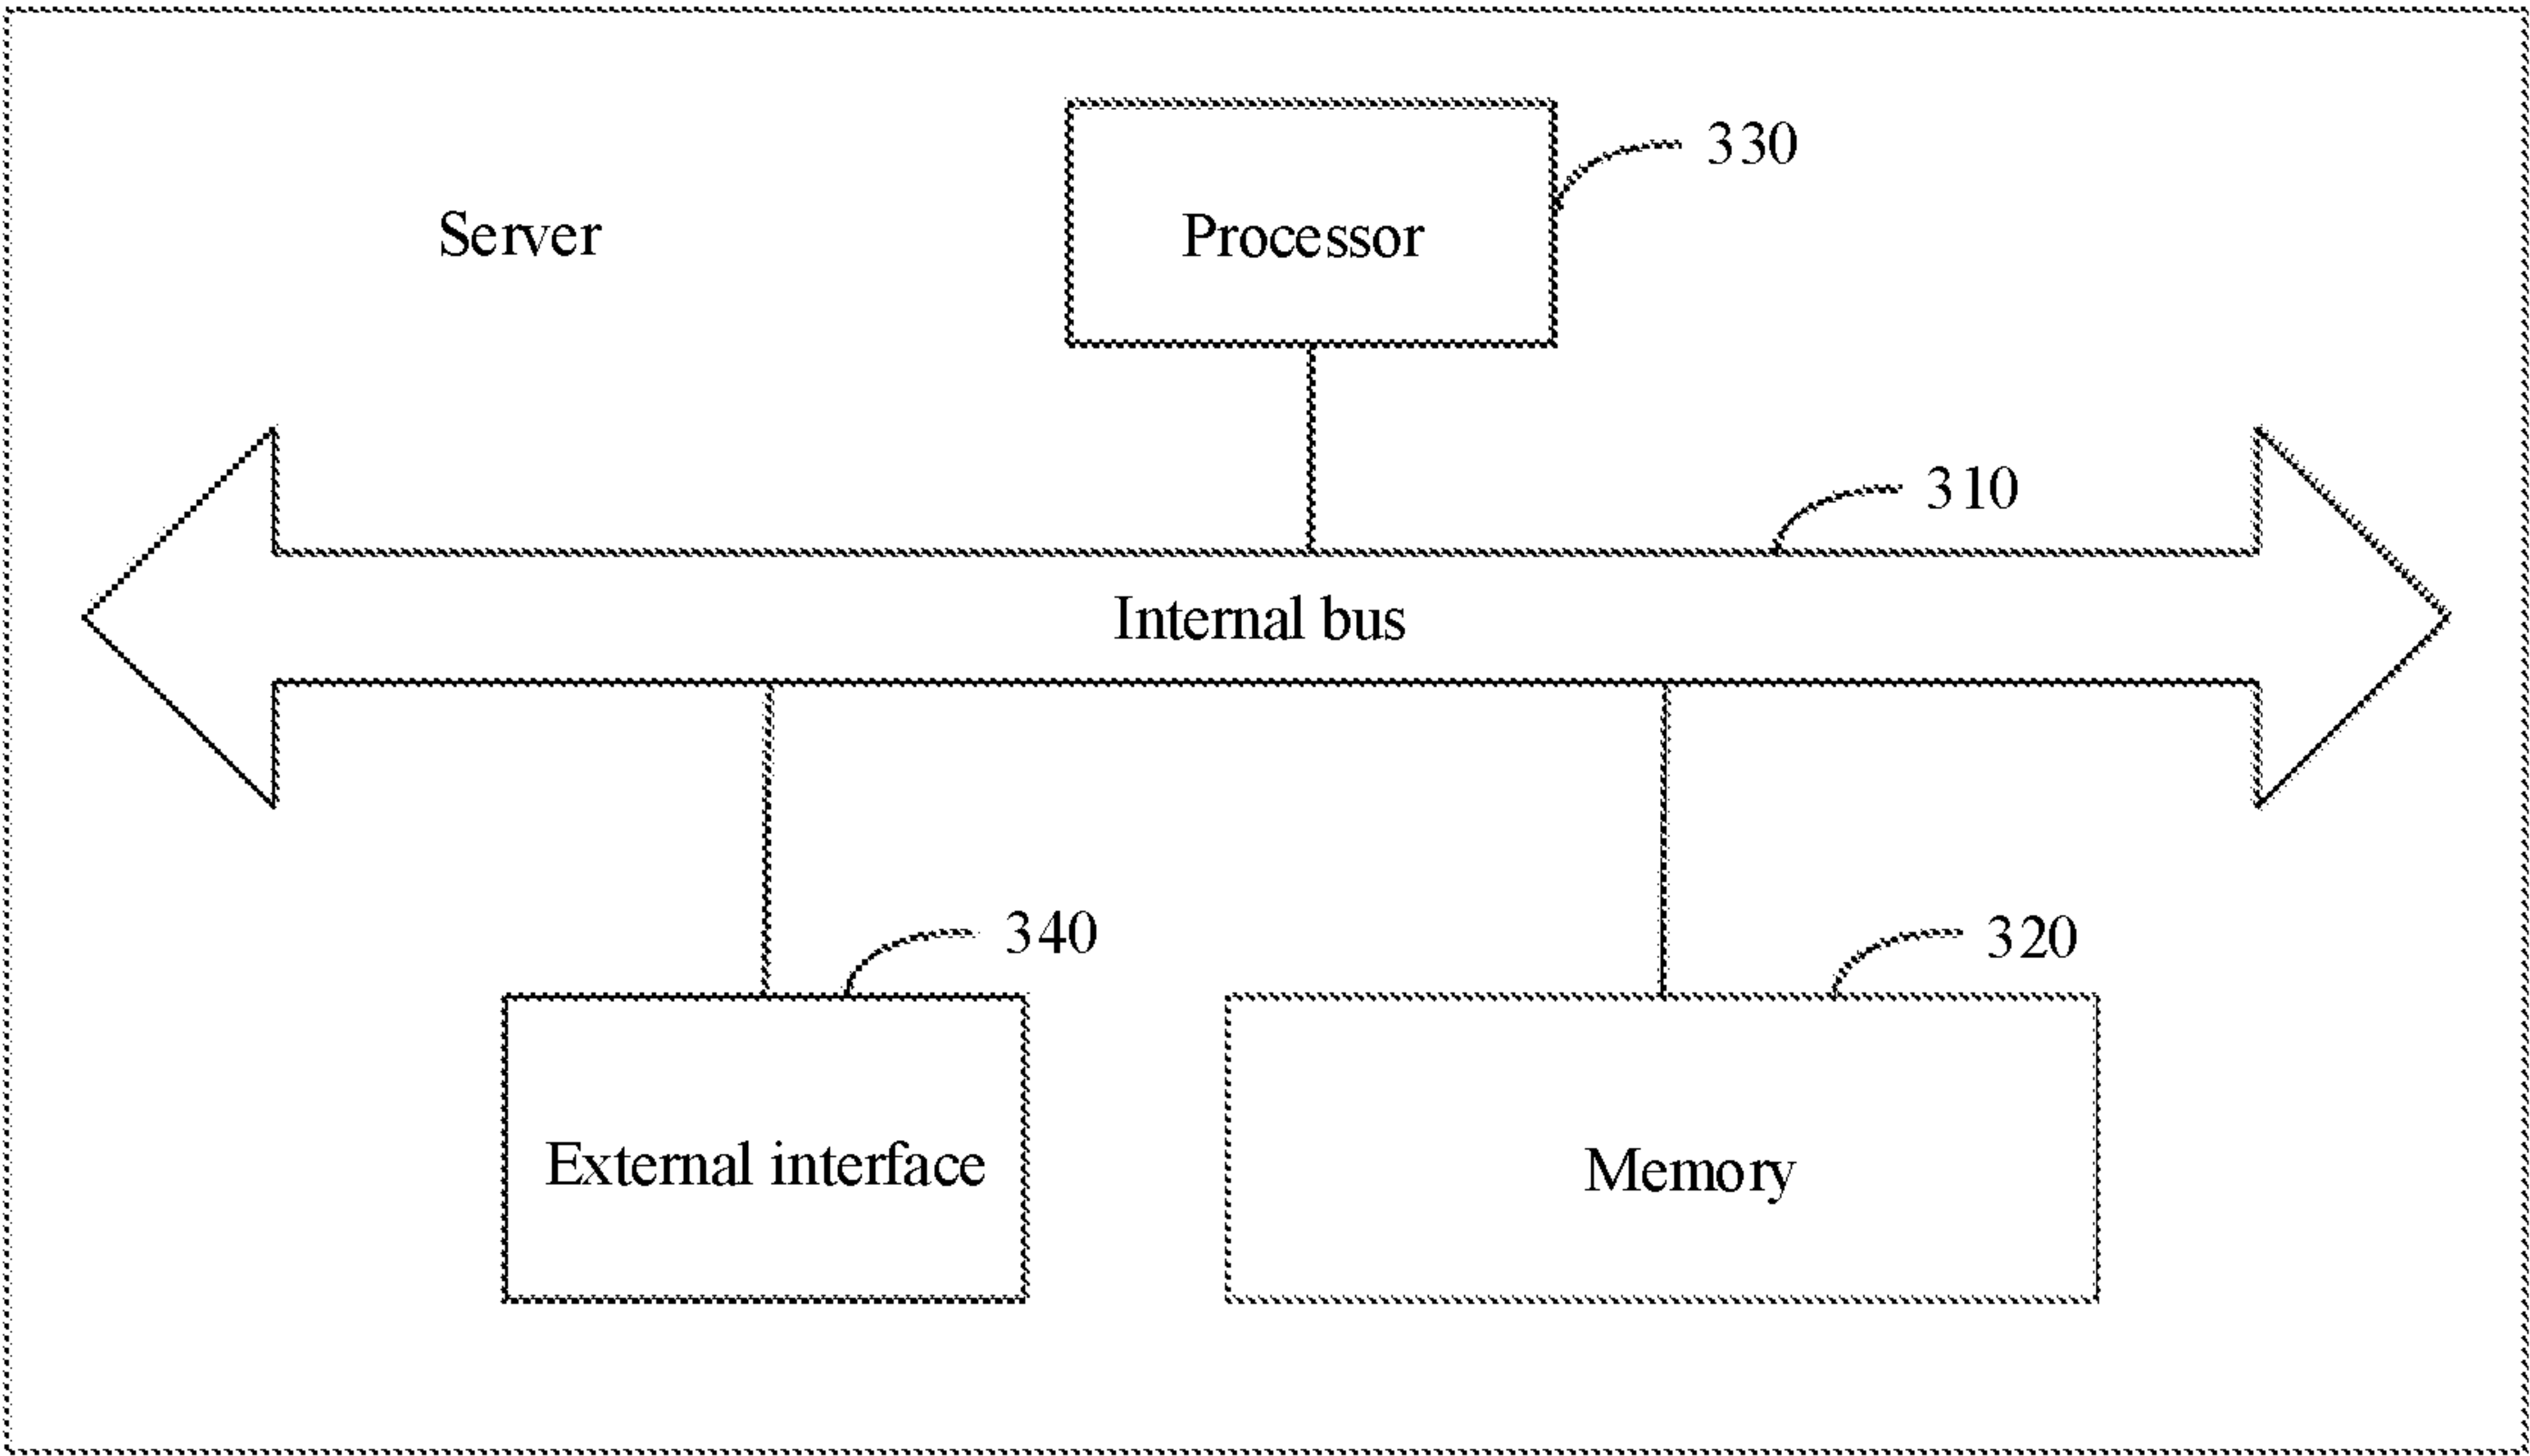 330
Server
Processor
310
Internal bus
340
320
External interface
Memory